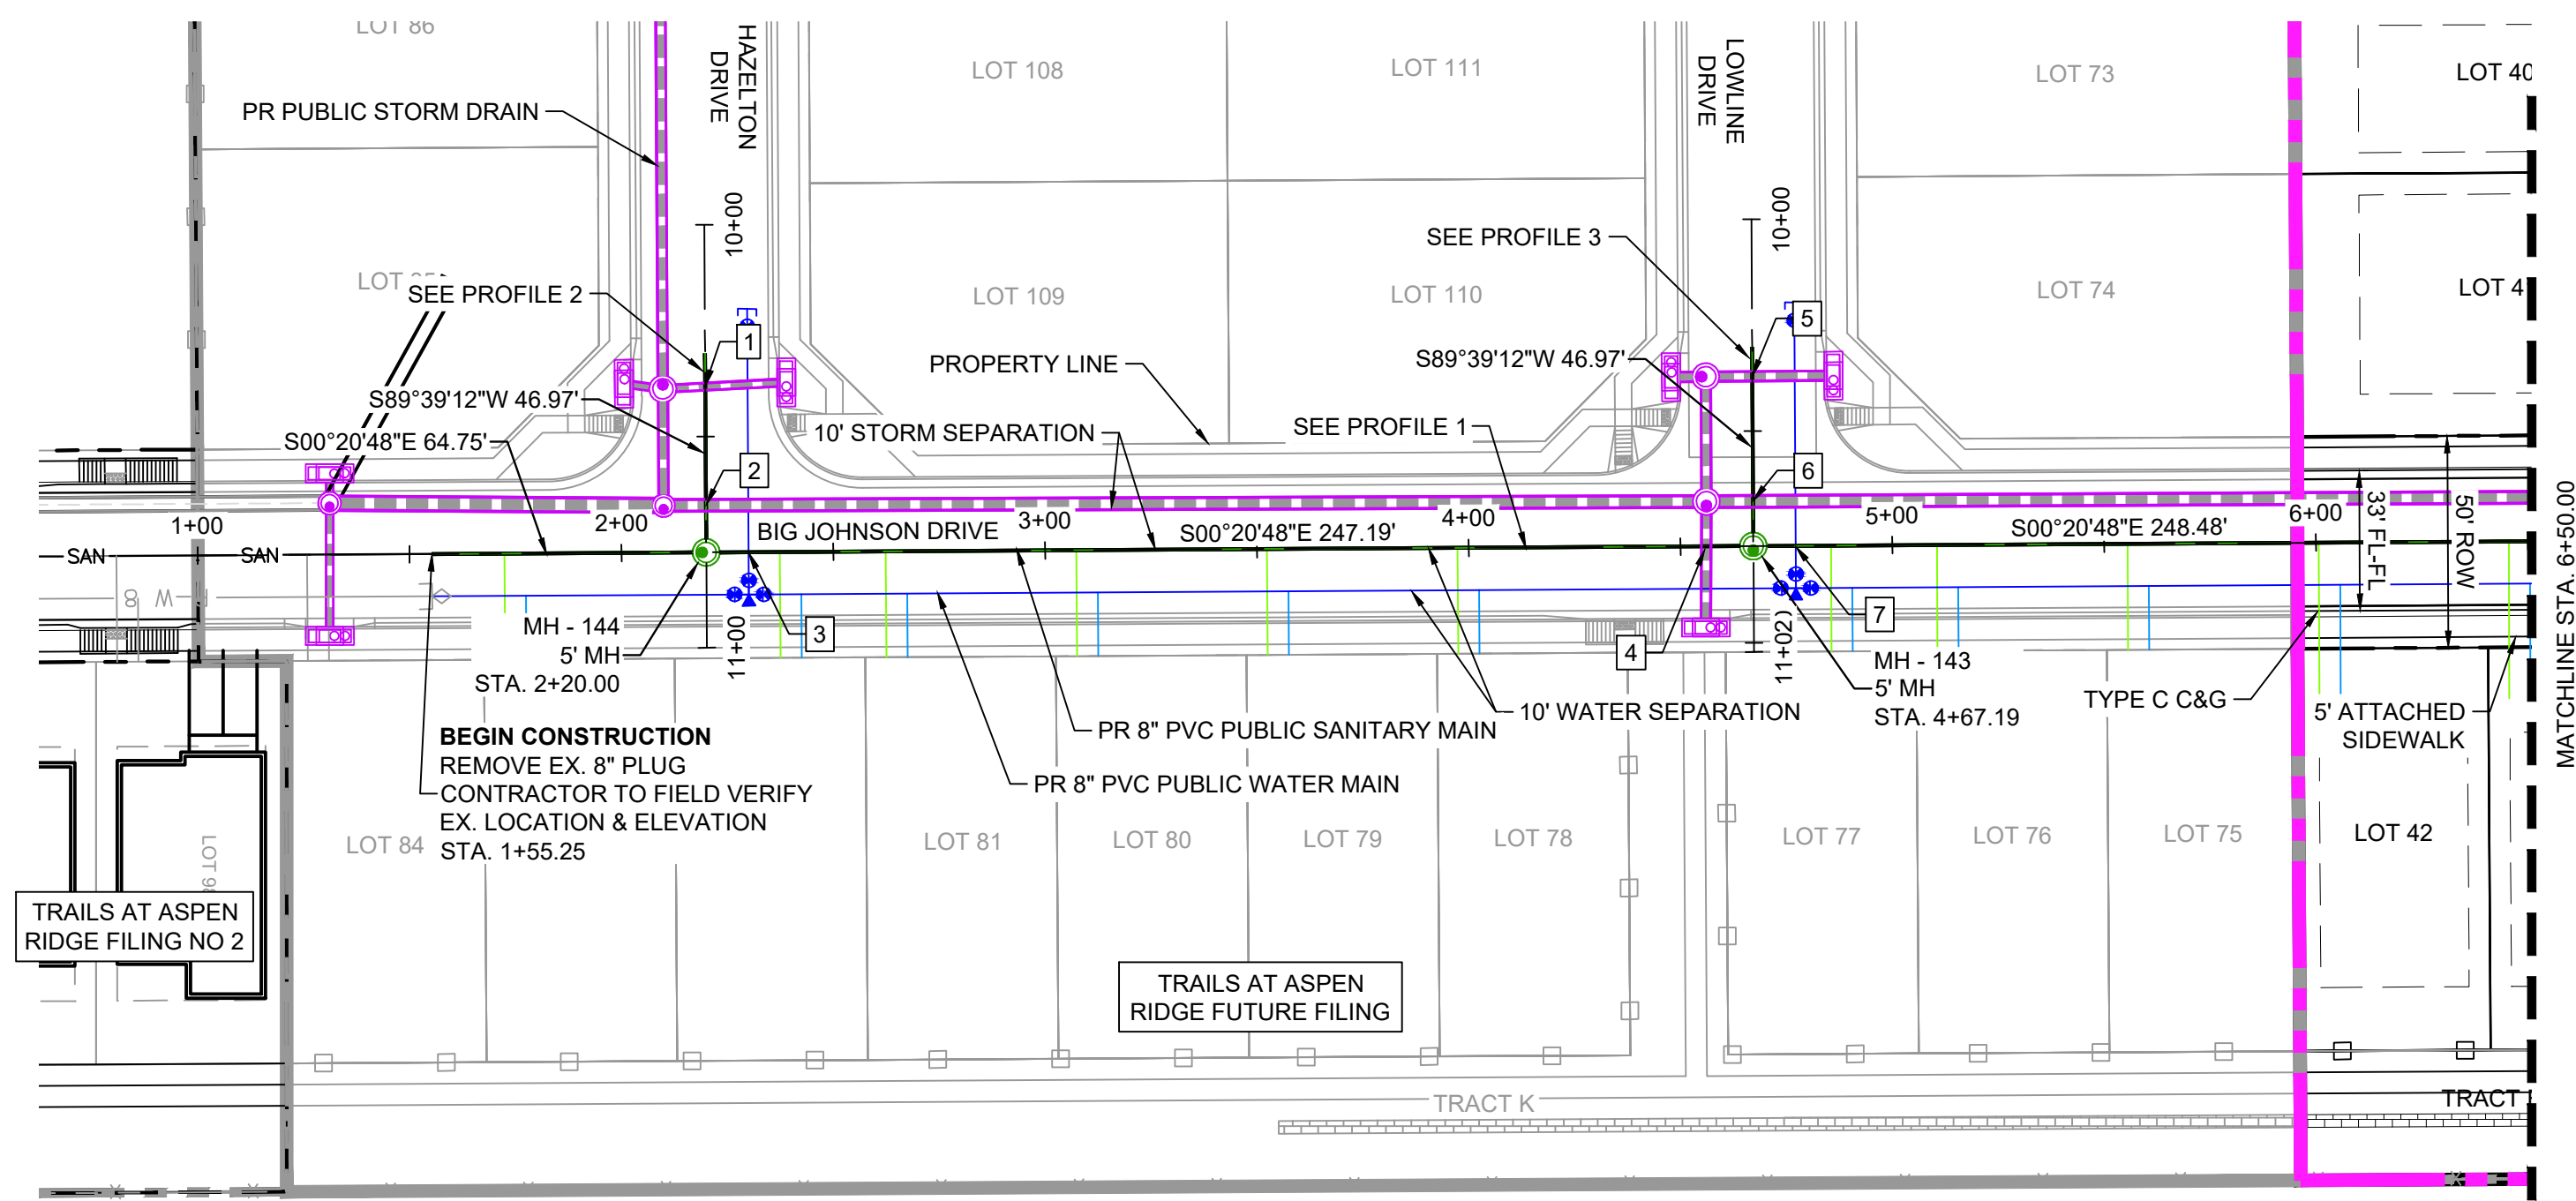 LOT 86
HAZELTON
DRIVE
LOT 108
LOT 111
LOWLINE
DRIVE
LOT 73
LOT 40
PR PUBLIC STORM DRAIN
10+00
10+00
SEE PROFILE 3
LOT
SEE PROFILE 2
LOT 109
LOT 110
LOT 74
LOT 4
1
5
PROPERTY LINE
S89°39'12"W 46.97'
S89°39'12"W 46.97'
S00°20'48"E 64.75'
10' STORM SEPARATION
SEE PROFILE 1
2
6
1+00
2+00
BIG JOHNSON DRIVE
3+00
S00°20'48"E 247.19'
4+00
5+00
S00°20'48"E 248.48'
6+00
33' FL-FL
50' ROW
MATCHLINE STA. 6+50.00
SAN
SAN
8
W
MH - 144
5' MH
STA. 2+20.00
11+00
3
4
11+02
7
MH - 143
5' MH
STA. 4+67.19
TYPE C C&G
5' ATTACHED
SIDEWALK
10' WATER SEPARATION
PR 8" PVC PUBLIC SANITARY MAIN
PR 8" PVC PUBLIC WATER MAIN
BEGIN CONSTRUCTION
REMOVE EX. 8" PLUG
CONTRACTOR TO FIELD VERIFY
EX. LOCATION & ELEVATION
STA. 1+55.25
LOT 84
LOT 81
LOT 80
LOT 79
LOT 78
LOT 77
LOT 76
LOT 75
LOT 42
LOT
TRAILS AT ASPEN
RIDGE FILING NO 2
TRAILS AT ASPEN
RIDGE FUTURE FILING
TRACT K
TRACT